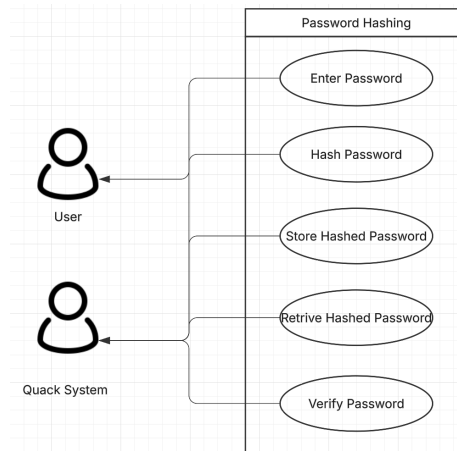 Password Hashing
Enter Password
Hash Password
User
Store Hashed Password
Retrive Hashed Password
Quack System
Verify Password